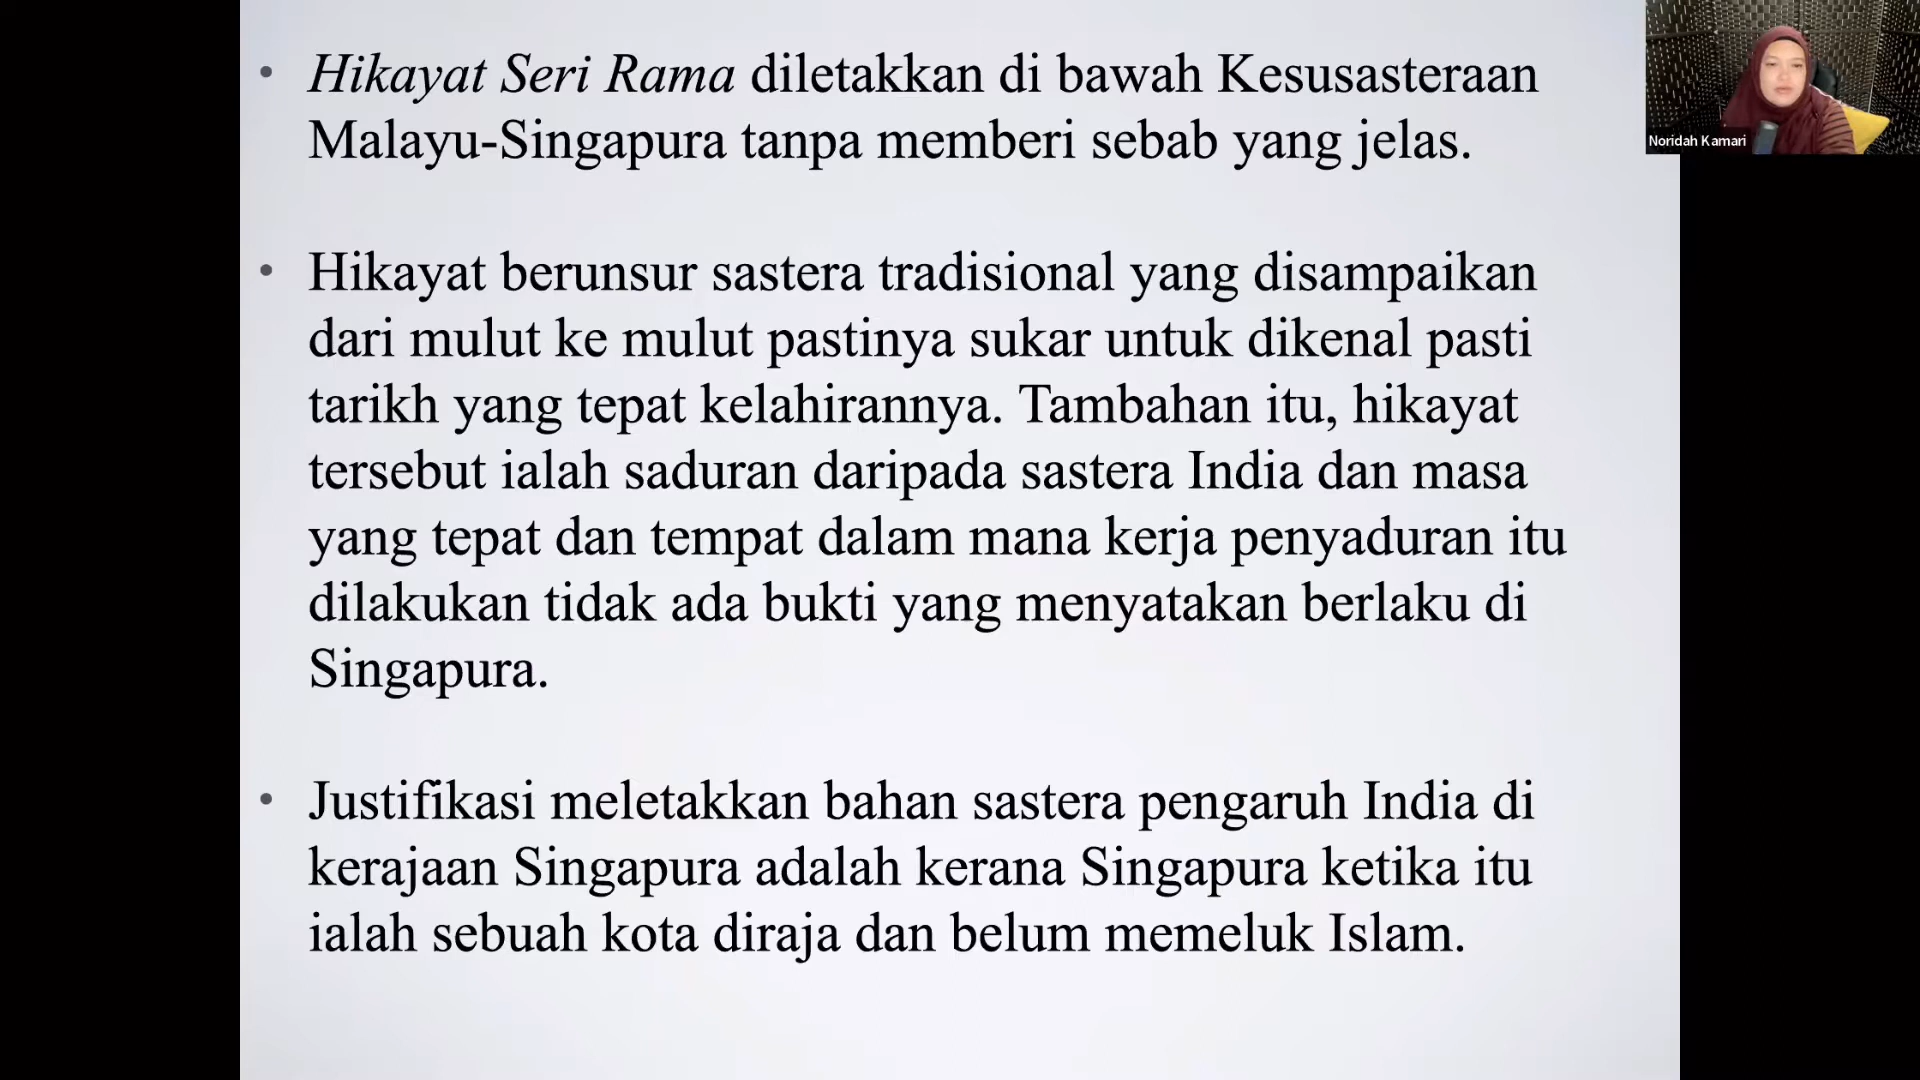 • Hikayat Seri Rama diletakkan di bawah Kesusasteraan
Malayu-Singapura tanpa memberi sebab yang jelas.
• Hikayat berunsur sastera tradisional yang disampaikan
dari mulut ke mulut pastinya sukar untuk dikenal pasti
tarikh yang tepat kelahirannya. Tambahan itu, hikayat
tersebut ialah saduran daripada sastera India dan masa
yang tepat dan tempat dalam mana kerja penyaduran itu
dilakukan tidak ada bukti yang menyatakan berlaku di
Singapura.
• Justifikasi meletakkan bahan sastera pengaruh India di
kerajaan Singapura adalah kerana Singapura ketika itu
ialah sebuah kota diraja dan belum memeluk Islam.
Noridah Kamari